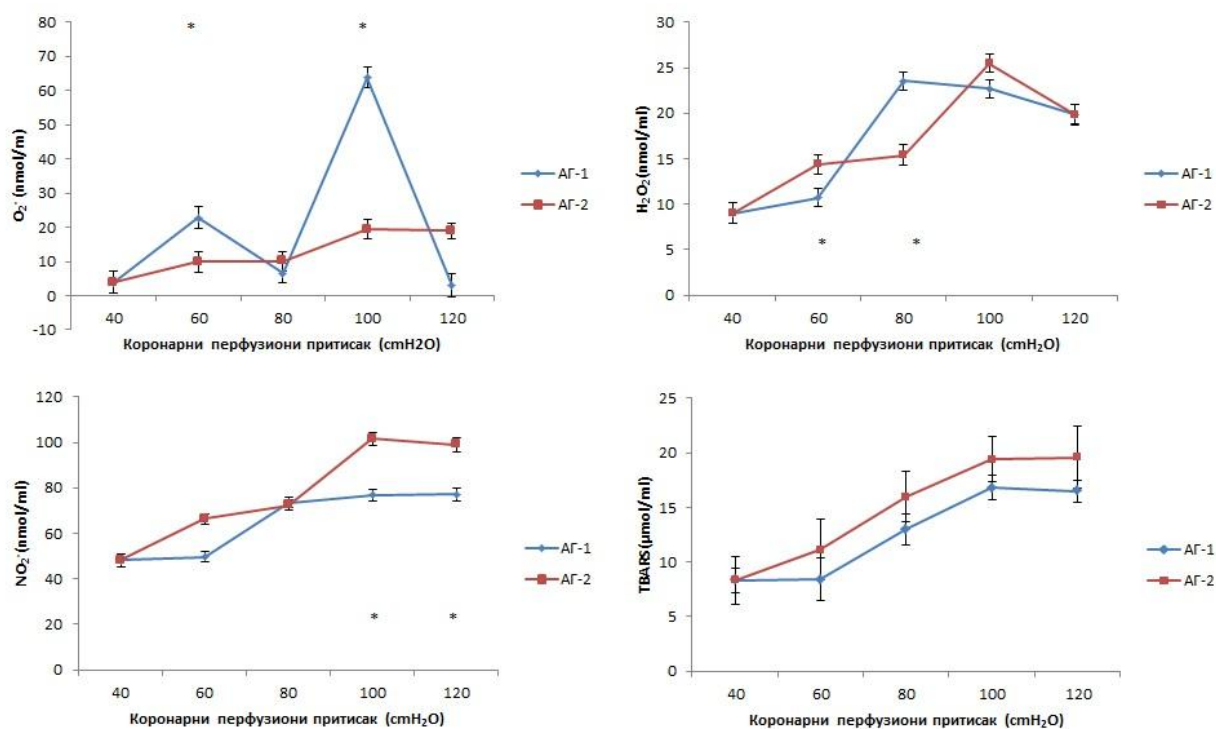 80
70
60
50
40
30
20
10
0
-10
* *
O₂⁻ (nmol/m)
40 60 80 100 120
Коронарни перфузиони притисак (cmH2O)
АГ-1
АГ-2
30
25
20
15
10
5
0
* *
H₂O₂ (nmol/ml)
40 60 80 100 120
Коронарни перфузиони притисак (cmH₂O)
АГ-1
АГ-2
120
100
80
60
40
20
0
* *
NO₂⁻ (nmol/ml)
40 60 80 100 120
Коронарни перфузиони притисак (cmH₂O)
АГ-1
АГ-2
25
20
15
10
5
0
TBARS(μmol/ml)
40 60 80 100 120
Коронарни перфузиони притисак (cmH₂O)
АГ-1
АГ-2